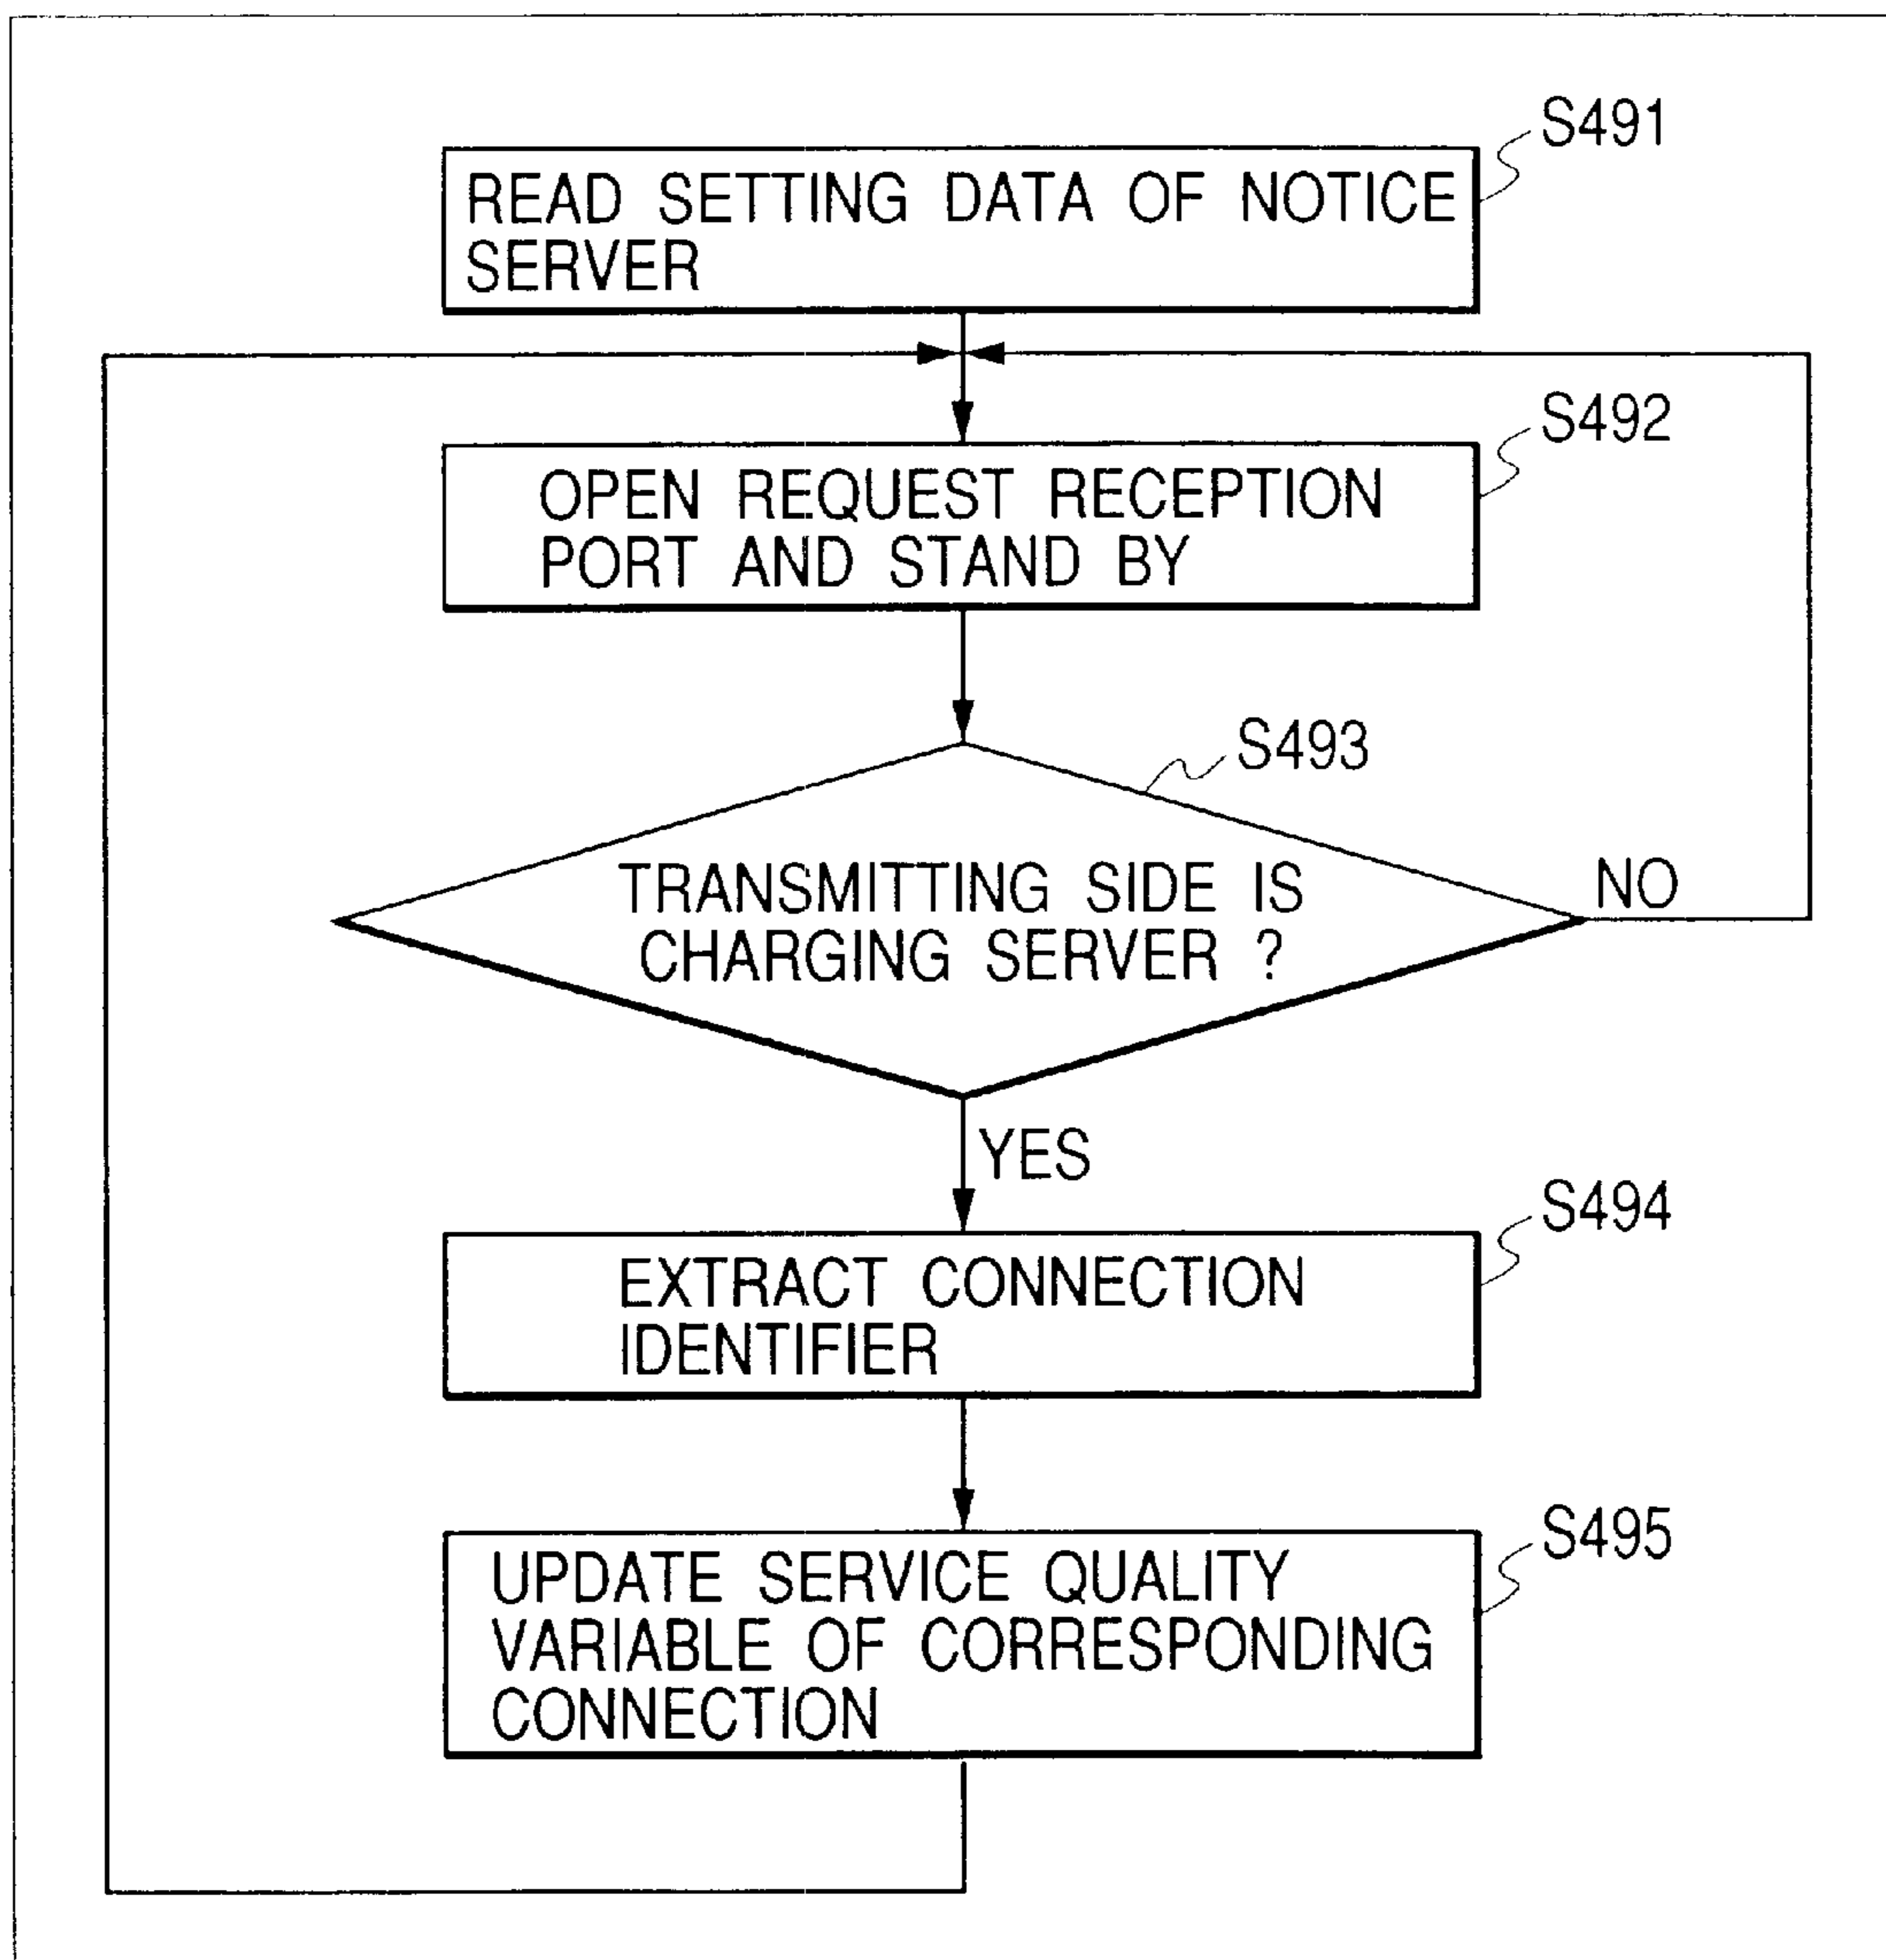 S491
READ SETTING DATA OF NOTICE
SERVER
S492
OPEN REQUEST RECEPTION
PORT AND STAND BY
S493
TRANSMITTING SIDE IS
CHARGING SERVER ?
NO
YES
S494
EXTRACT CONNECTION
IDENTIFIER
S495
UPDATE SERVICE QUALITY
VARIABLE OF CORRESPONDING
CONNECTION